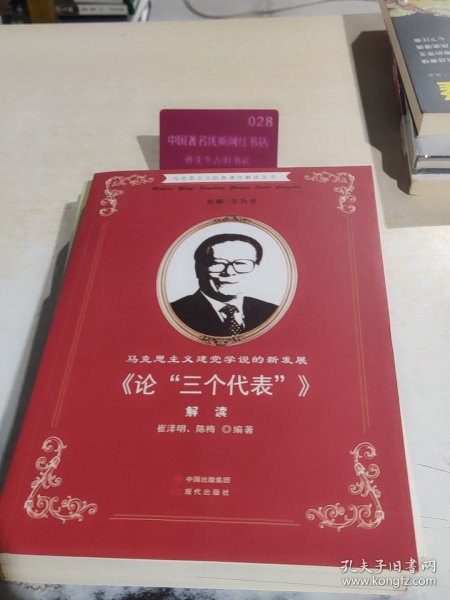 028
中国著名优质网红书店
修先生古旧书店
马克思主义经典著作解读丛书
主编/王为全
马克思主义建党学说的新发展
《论“三个代表”》
解 读
崔泽明、陈梅 ◎编著
中国出版集团
现代出版社
孔夫子旧书网
www.kongfz.com